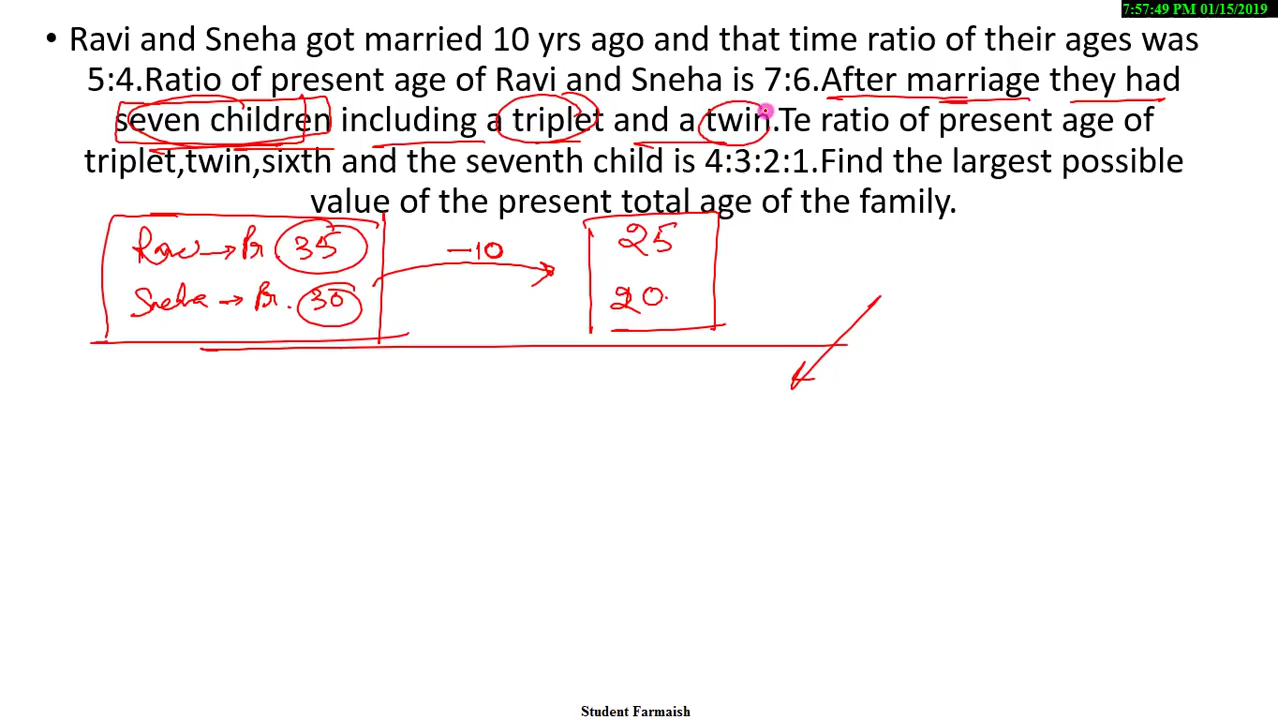 7:57:49 PM 01/15/2019
• Ravi and Sneha got married 10 yrs ago and that time ratio of their ages was
5:4.Ratio of present age of Ravi and Sneha is 7:6.After marriage they had
seven children including a triplet and a twin.Te ratio of present age of
triplet,twin,sixth and the seventh child is 4:3:2:1.Find the largest possible
value of the present total age of the family.
Ravi → Pr 35 -10 25
Sneha → Pr. 30 20
Student Farmaish